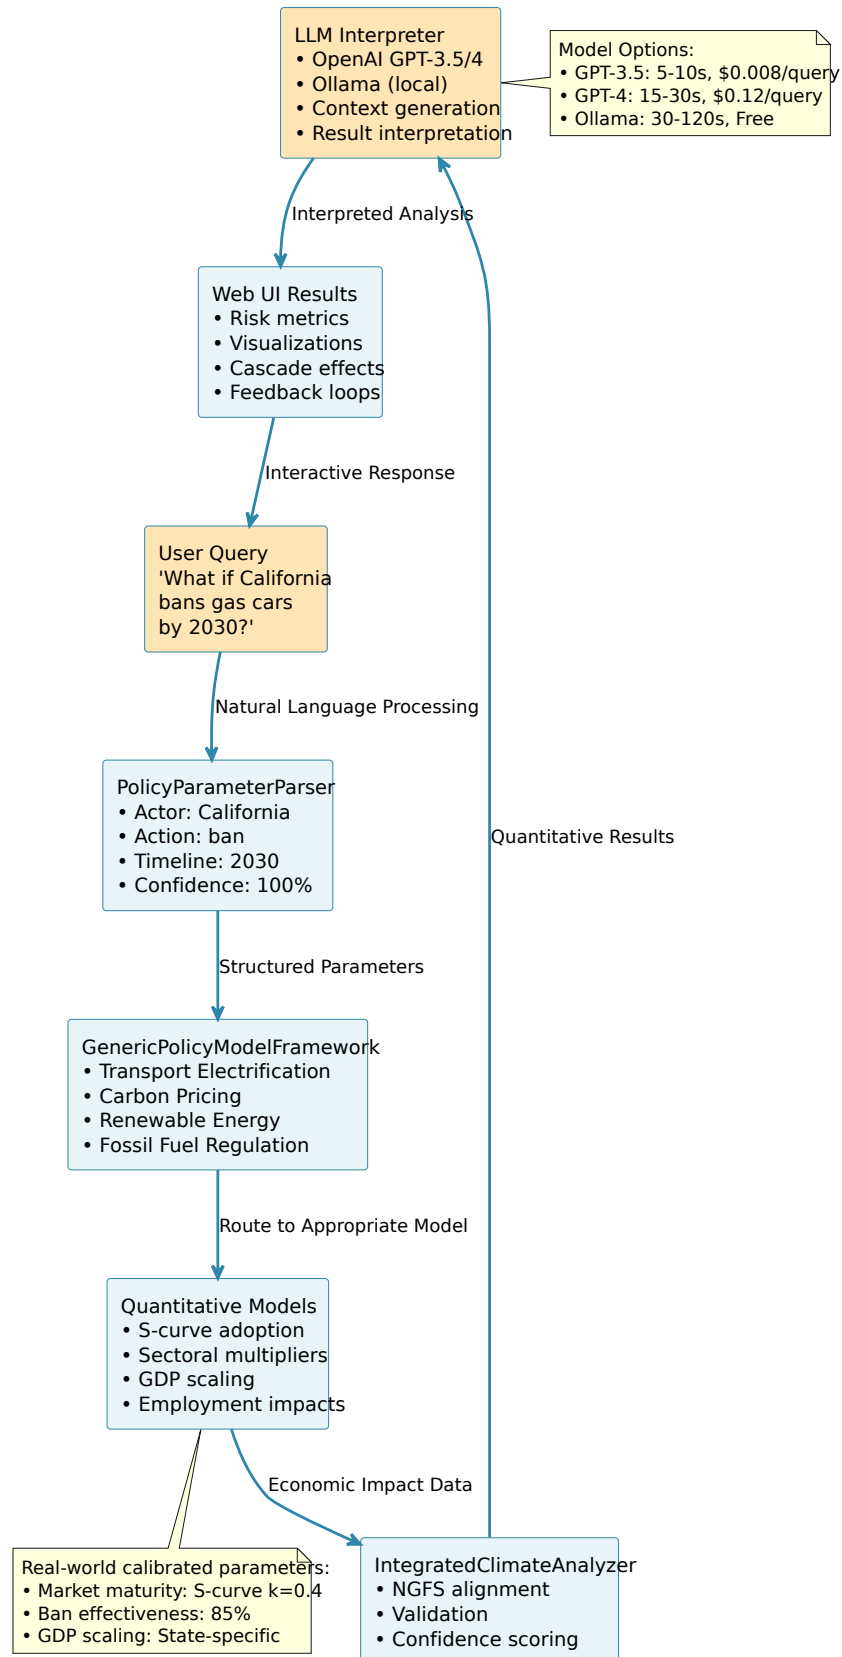 LLM Interpreter
• OpenAI GPT-3.5/4
• Ollama (local)
• Context generation
• Result interpretation
Model Options:
• GPT-3.5: 5-10s, $0.008/query
• GPT-4: 15-30s, $0.12/query
• Ollama: 30-120s, Free
Interpreted Analysis
Web UI Results
• Risk metrics
• Visualizations
• Cascade effects
• Feedback loops
Interactive Response
User Query
'What if California
bans gas cars
by 2030?'
Natural Language Processing
PolicyParameterParser
• Actor: California
• Action: ban
• Timeline: 2030
• Confidence: 100%
Quantitative Results
Structured Parameters
GenericPolicyModelFramework
• Transport Electrification
• Carbon Pricing
• Renewable Energy
• Fossil Fuel Regulation
Route to Appropriate Model
Quantitative Models
• S-curve adoption
• Sectoral multipliers
• GDP scaling
• Employment impacts
Economic Impact Data
Real-world calibrated parameters:
• Market maturity: S-curve k=0.4
• Ban effectiveness: 85%
• GDP scaling: State-specific
IntegratedClimateAnalyzer
• NGFS alignment
• Validation
• Confidence scoring